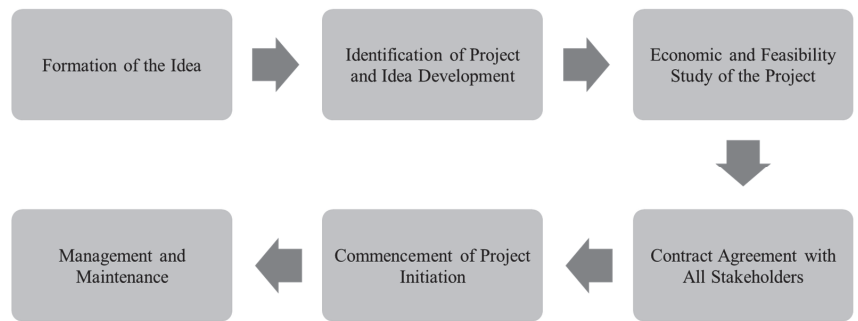 Formation of the Idea
Identification of Project
and Idea Development
Economic and Feasibility
Study of the Project
Contract Agreement with
All Stakeholders
Commencement of Project
Initiation
Management and
Maintenance